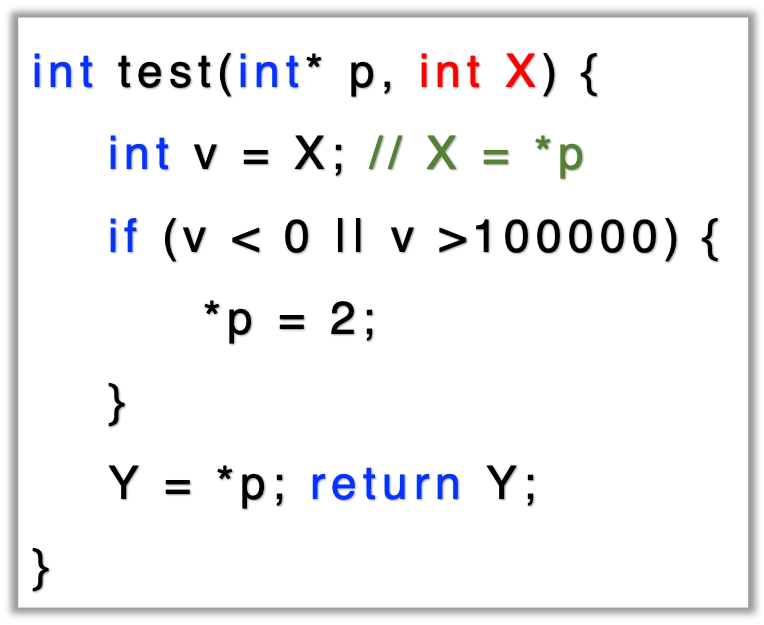 int test(int* p, int X) {
int v = X; // X = *p
if (v < 0 || v >100000) {
*p = 2;
}
Y = *p; return Y;
}